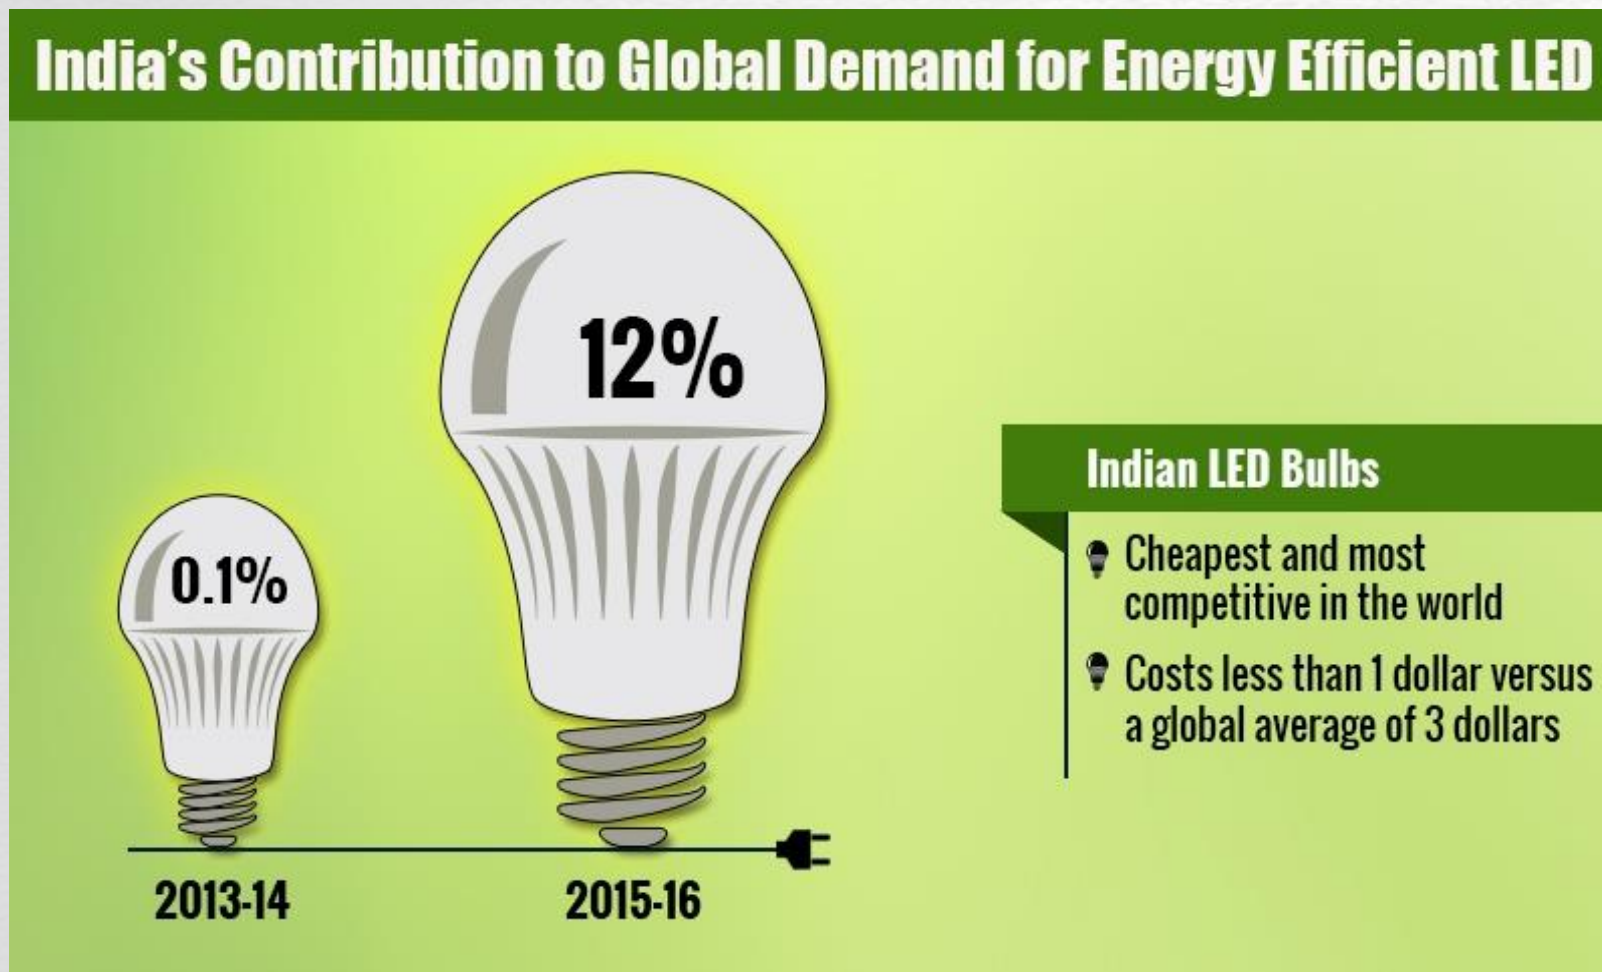 India's Contribution to Global Demand for Energy Efficient LED
12%
0.1%
2013-14
2015-16
Indian LED Bulbs
Cheapest and most
competitive in the world
Costs less than 1 dollar versus
a global average of 3 dollars